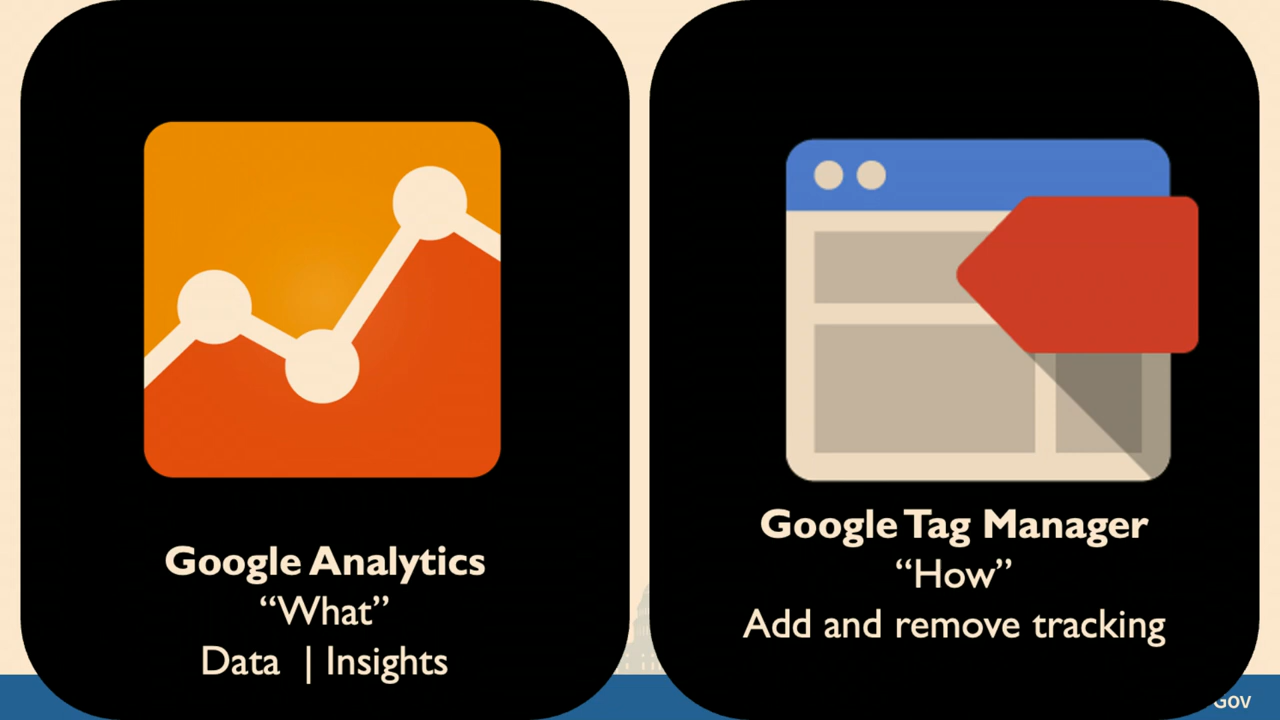 Google Analytics
“What”
Data | Insights
Google Tag Manager
“How”
Add and remove tracking
GOV